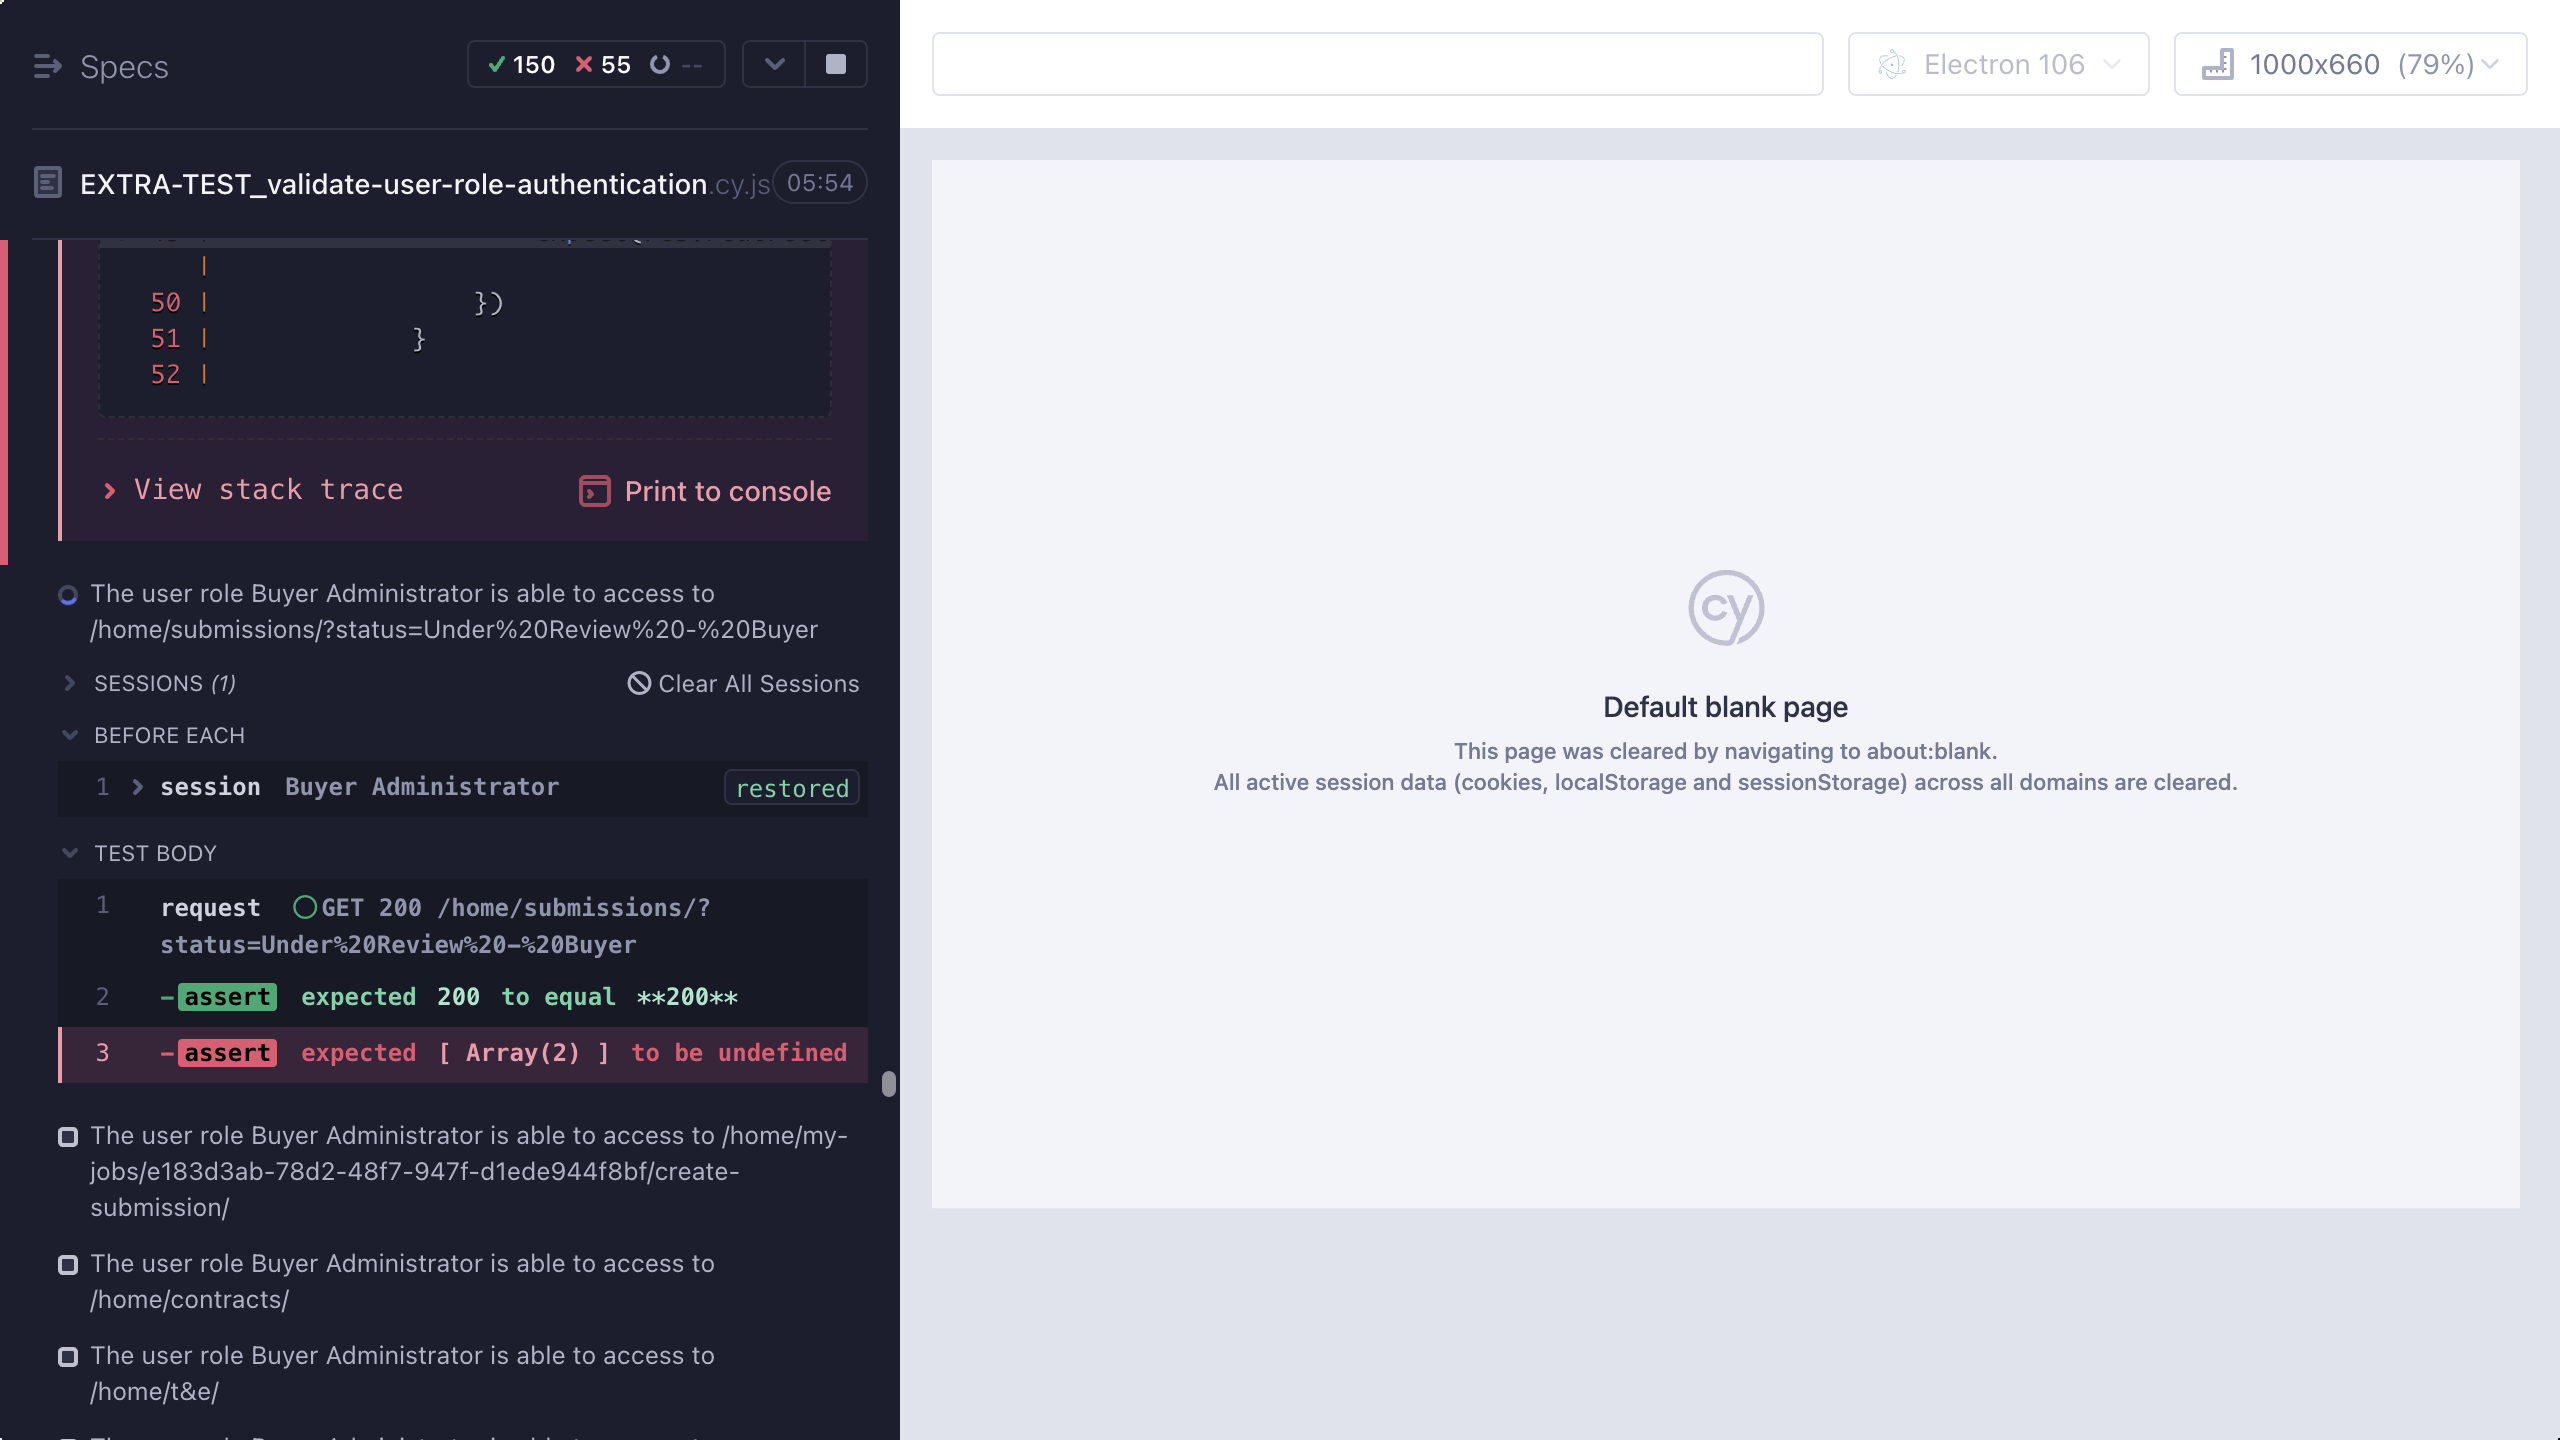 Specs
150 55 --
EXTRA-TEST_validate-user-role-authentication.cy.js 05:54
|
50 | })
51 | }
52 |
View stack trace
Print to console
The user role Buyer Administrator is able to access to
/home/submissions/?status=Under%20Review%20-%20Buyer
SESSIONS (1)
Clear All Sessions
BEFORE EACH
1 session Buyer Administrator restored
TEST BODY
1 request GET 200 /home/submissions/?
status=Under%20Review%20-%20Buyer
2 -assert expected 200 to equal **200**
3 -assert expected [ Array(2) ] to be undefined
The user role Buyer Administrator is able to access to /home/my-
jobs/e183d3ab-78d2-48f7-947f-d1ede944f8bf/create-
submission/
The user role Buyer Administrator is able to access to
/home/contracts/
The user role Buyer Administrator is able to access to
/home/t&e/
Electron 106
1000x660 (79%)
cy
Default blank page
This page was cleared by navigating to about:blank.
All active session data (cookies, localStorage and sessionStorage) across all domains are cleared.